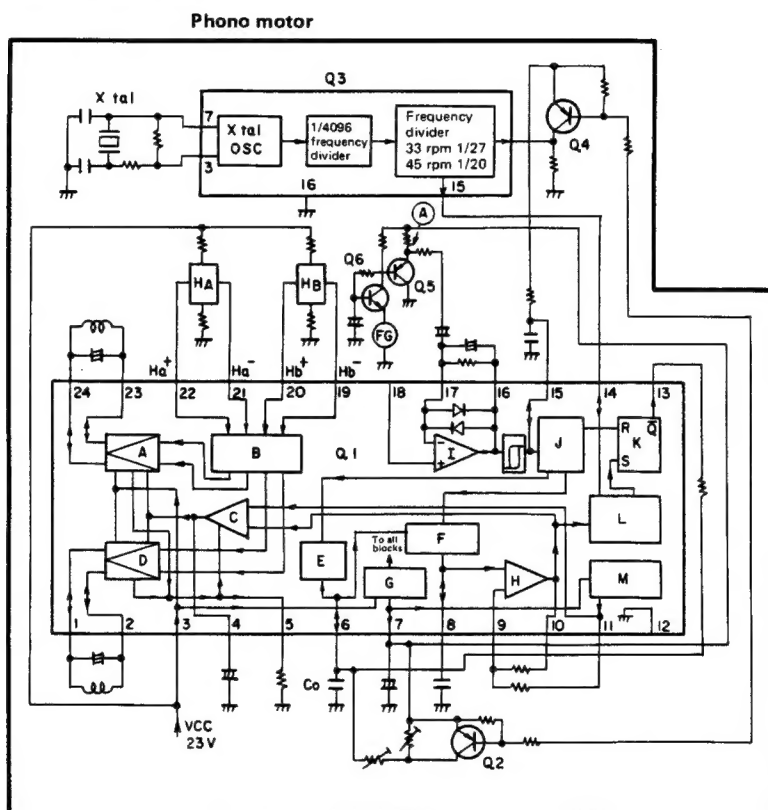 Phono motor
Q3
X tal
7
3
X tal
OSC
1/4096
frequency
divider
Frequency
divider
33 rpm 1/27
45 rpm 1/20
16
15
Q4
A
Q6
Q5
FG
HA
HB
24
23
Ha+
22
Ha-
21
Hb+
20
Hb-
19
18
17
16
15
14
13
A
B
Q1
I
J
R
Q̄
K
S
C
L
E
To all
blocks
F
D
G
H
M
1
2
3
4
5
6
7
8
9
10
11
12
Co
VCC
23V
Q2